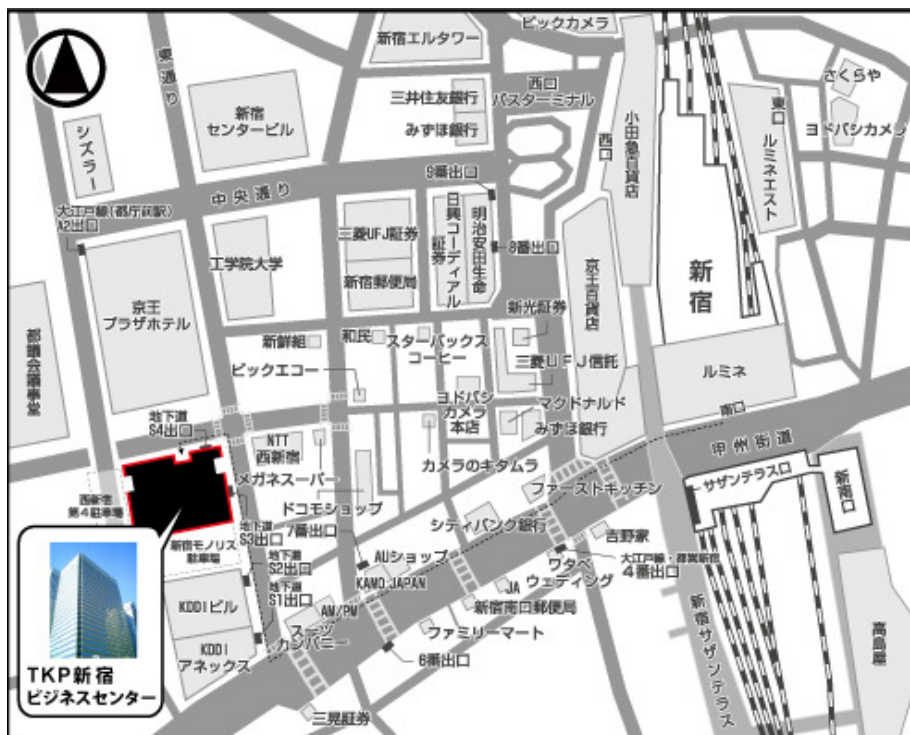 新宿エルタワー
ビックカメラ
東通り
シズラー
新宿
センタービル
三井住友銀行
みずほ銀行
西口
バスターミナル
小田急百貨店
西口
東口
ルミネエスト
さくらや
ヨドバシカメラ
9番出口
中央通り
大江戸線(都庁前駅)
A2出口
工学院大学
三菱UFJ証券
新宿郵便局
日興コーディアル
証券
明治安田生命
8番出口
京王百貨店
新宿
京王
プラザホテル
都議会議事堂
新鮮組
和民
スターバックス
コーヒー
新光証券
三菱UFJ信託
ルミネ
ビックエコー
ヨドバシ
カメラ
本店
マクドナルド
みずほ銀行
南口
甲州街道
地下道
S4出口
NTT
西新宿
メガネスーパー
カメラのキタムラ
ファーストキッチン
サザンテラス口
新南口
西新宿
第4駐車場
ドコモショップ
シティバンク銀行
吉野家
新宿モノリス
駐車場
地下道
S3出口
7番出口
地下道
S2出口
AUショップ
ワタベ
ウェディング
大江戸線・都営新宿
4番出口
地下道
S1出口
KANO JAPAN
JA
新宿南口郵便局
KDDIビル
AM/PM
スーツ
カンパニー
ファミリーマート
新宿サザンテラス
高島屋
KDDI
アネックス
6番出口
三晃証券
TKP新宿
ビジネスセンター